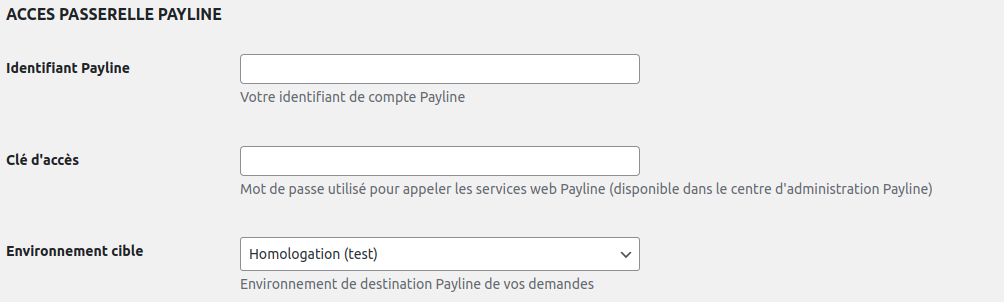 ACCES PASSERELLE PAYLINE
Identifiant Payline
Votre identifiant de compte Payline
Clé d'accès
Mot de passe utilisé pour appeler les services web Payline (disponible dans le centre d'administration Payline)
Environnement cible
Homologation (test)
Environnement de destination Payline de vos demandes